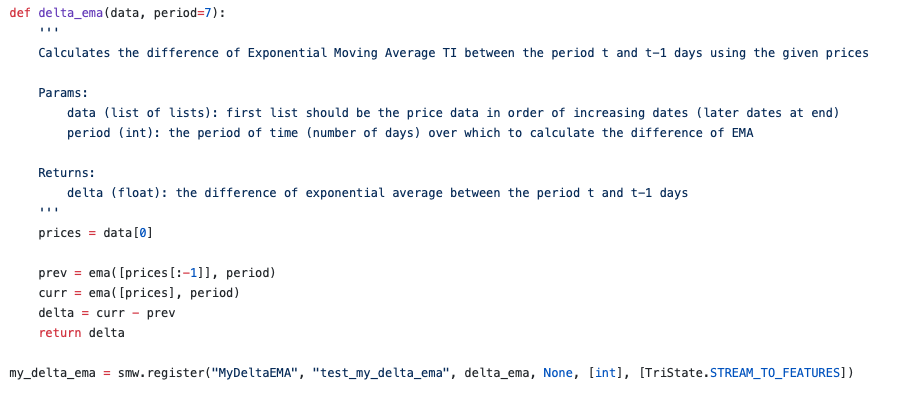 def delta_ema(data, period=7):
    '''
    Calculates the difference of Exponential Moving Average TI between the period t and t-1 days using the given prices

    Params:
        data (list of lists): first list should be the price data in order of increasing dates (later dates at end)
        period (int): the period of time (number of days) over which to calculate the difference of EMA

    Returns:
        delta (float): the difference of exponential average between the period t and t-1 days
    '''
    prices = data[0]

    prev = ema([prices[:-1]], period)
    curr = ema([prices], period)
    delta = curr - prev
    return delta

my_delta_ema = smw.register("MyDeltaEMA", "test_my_delta_ema", delta_ema, None, [int], [TriState.STREAM_TO_FEATURES])